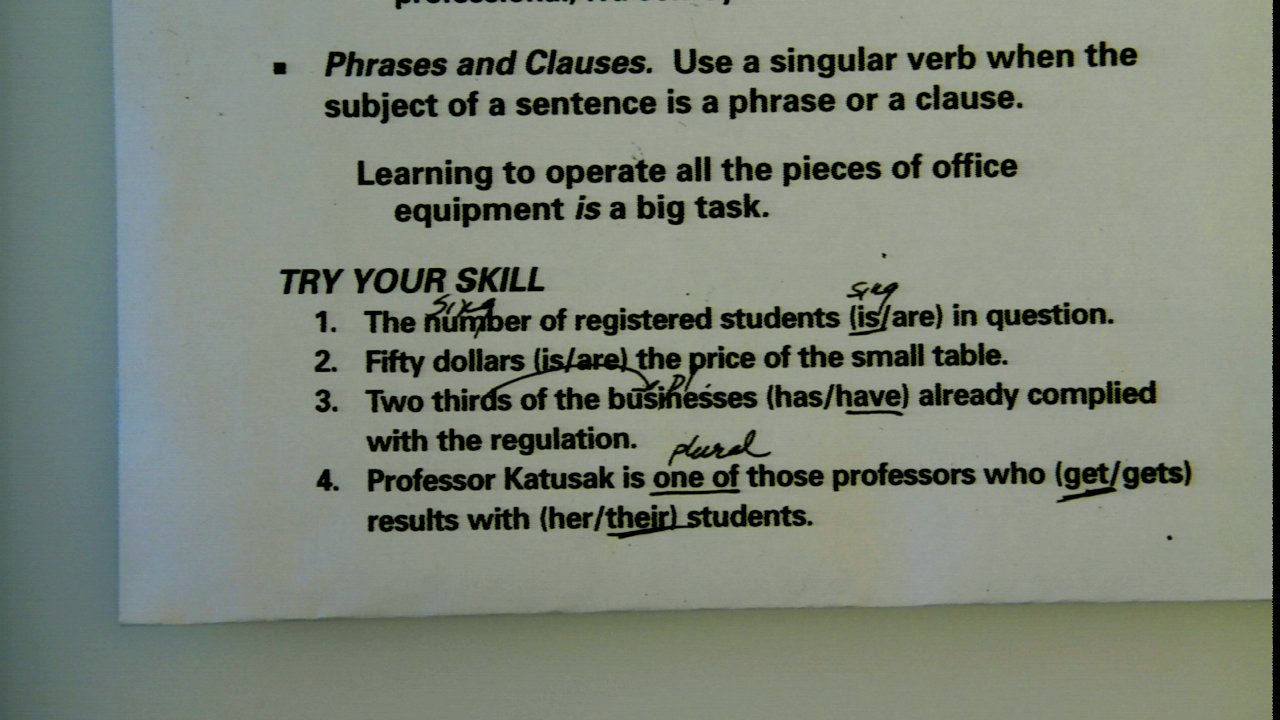 ▪ Phrases and Clauses. Use a singular verb when the
subject of a sentence is a phrase or a clause.
Learning to operate all the pieces of office
equipment is a big task.
TRY YOUR SKILL
sing sing
1. The number of registered students (is/are) in question.
2. Fifty dollars (is/are) the price of the small table.
pl.
3. Two thirds of the businesses (has/have) already complied
with the regulation.
plural
4. Professor Katusak is one of those professors who (get/gets)
results with (her/their) students.